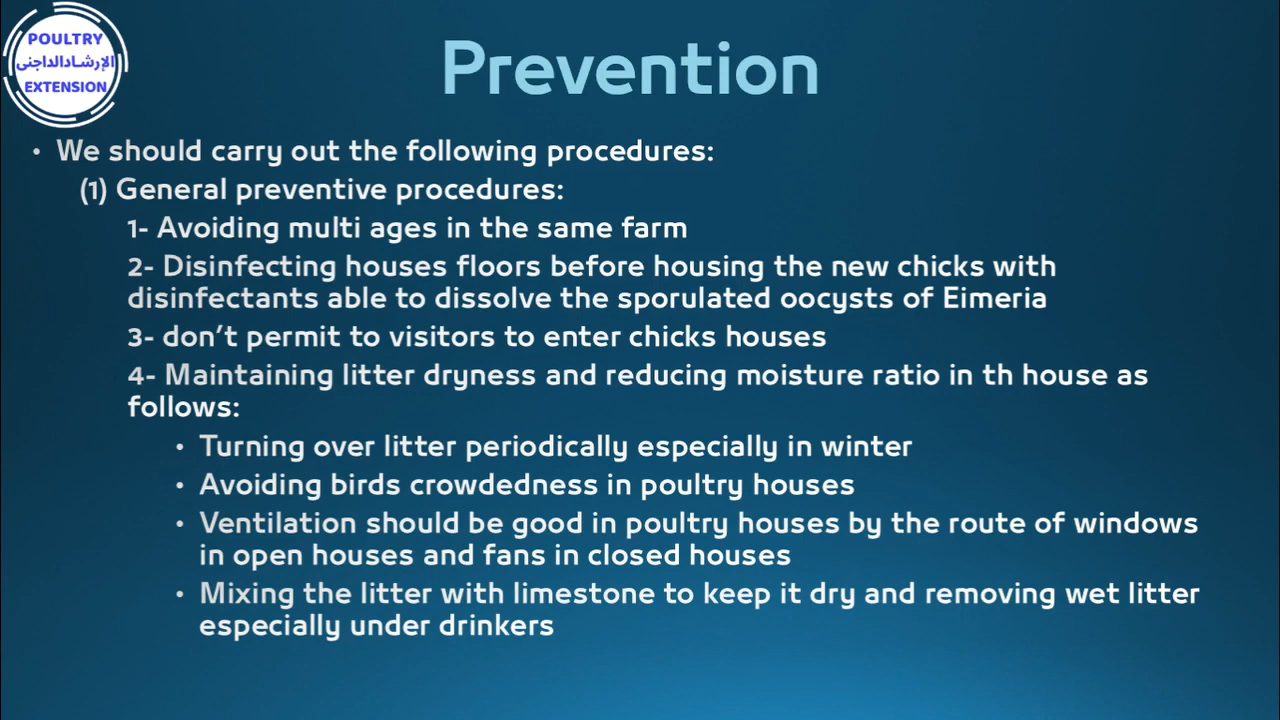 POULTRY
الإرشادالداجنى
EXTENSION
Prevention
• We should carry out the following procedures:
(1) General preventive procedures:
1- Avoiding multi ages in the same farm
2- Disinfecting houses floors before housing the new chicks with
disinfectants able to dissolve the sporulated oocysts of Eimeria
3- don’t permit to visitors to enter chicks houses
4- Maintaining litter dryness and reducing moisture ratio in th house as
follows:
• Turning over litter periodically especially in winter
• Avoiding birds crowdedness in poultry houses
• Ventilation should be good in poultry houses by the route of windows
in open houses and fans in closed houses
• Mixing the litter with limestone to keep it dry and removing wet litter
especially under drinkers